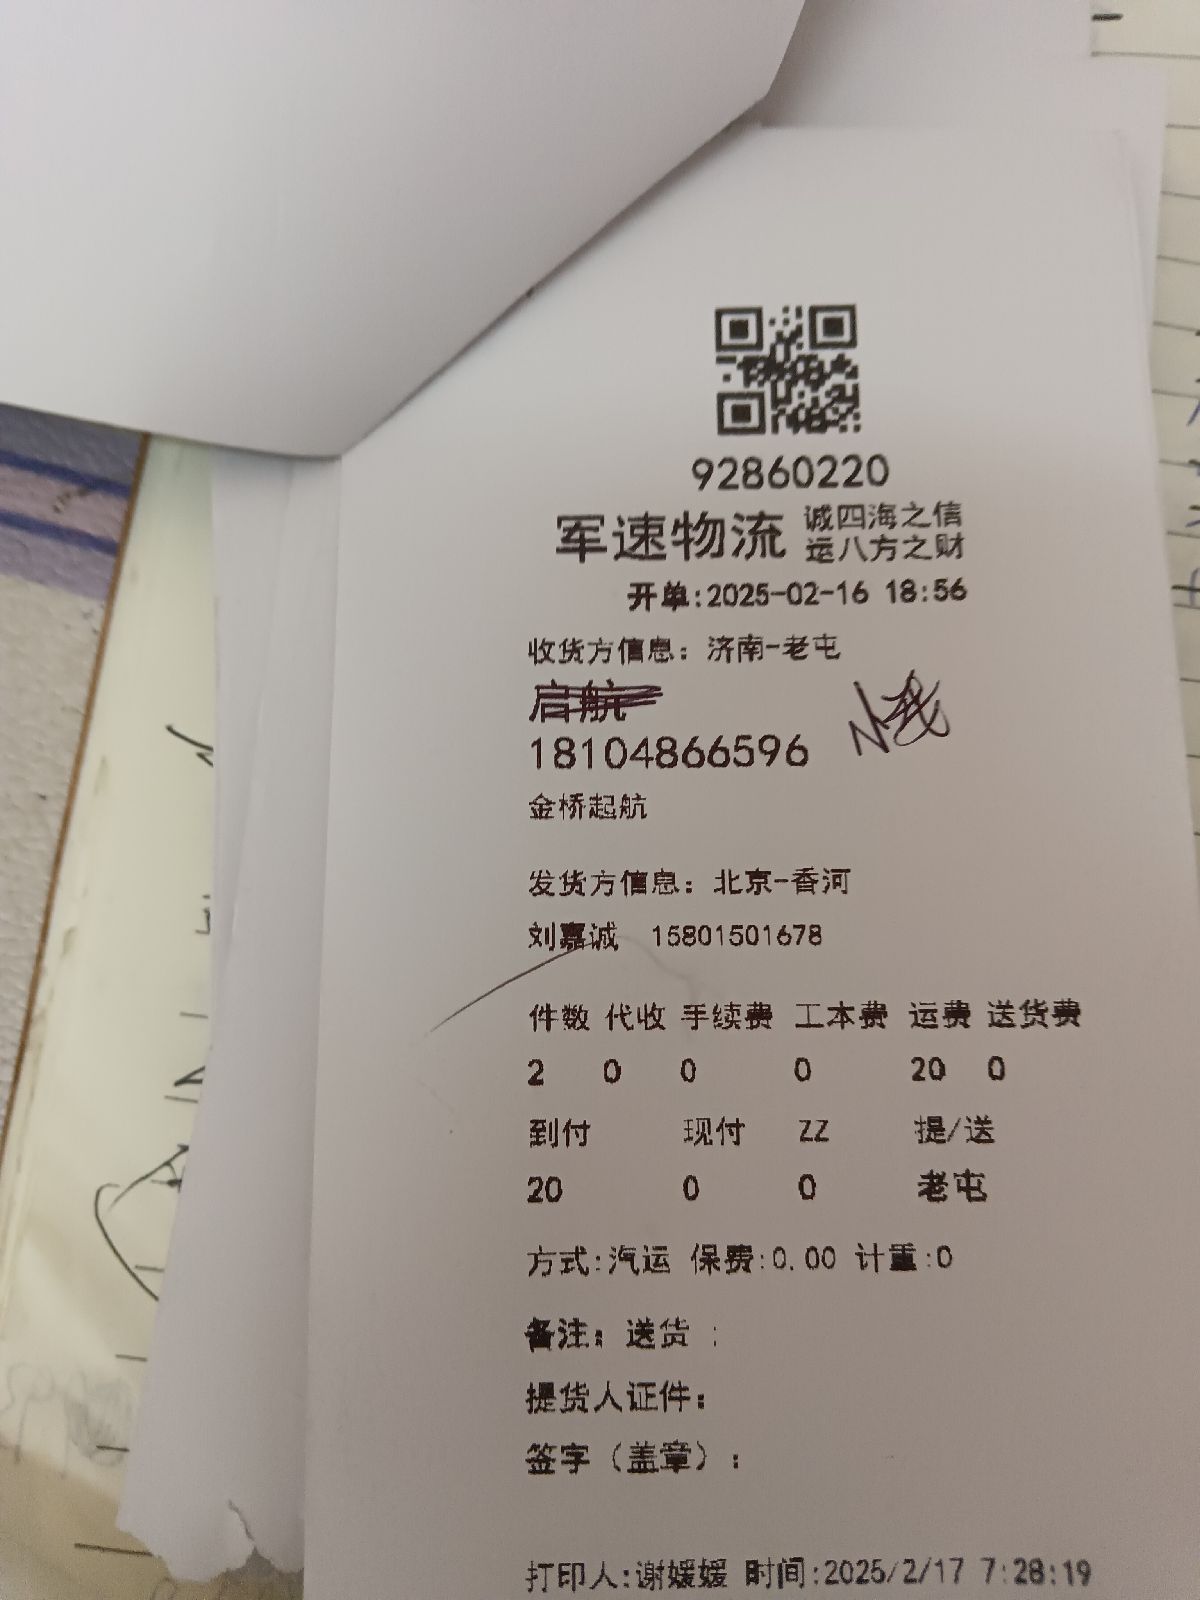 92860220
军速物流 诚四海之信
运八方之财
开单:2025-02-16 18:56
收货方信息：济南-老屯
启航
18104866596
金桥起航
发货方信息：北京-香河
刘嘉诚 15801501678
件数 代收 手续费 工本费 运费 送货费
2 0 0 0 20 0
到付 现付 ZZ 提/送
20 0 0 老屯
方式:汽运 保费:0.00 计重:0
备注：送货 :
提货人证件：
签字（盖章）：
打印人:谢媛媛 时间:2025/2/17 7:28:19